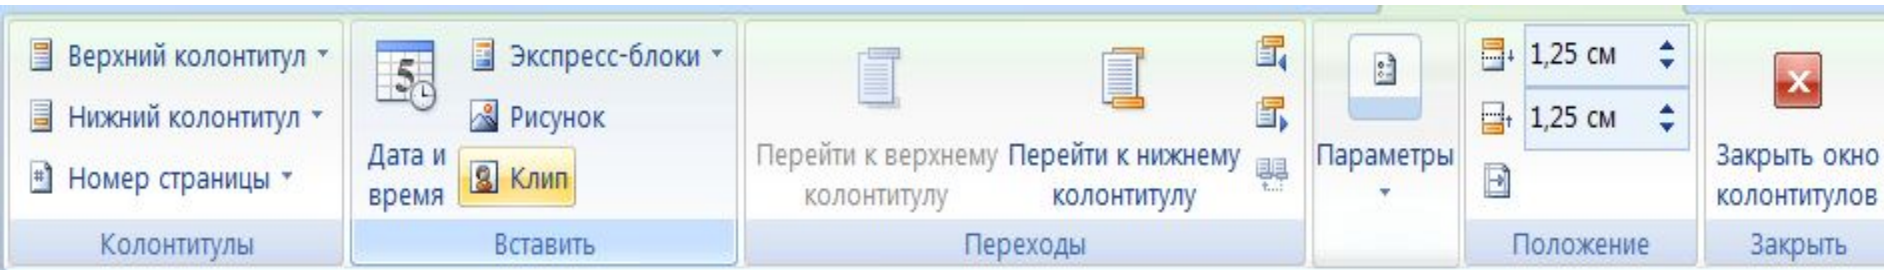 Верхний колонтитул
Нижний колонтитул
Номер страницы
Колонтитулы
5
Дата и
время
Экспресс-блоки
Рисунок
Клип
Вставить
Перейти к верхнему
колонтитулу
Перейти к нижнему
колонтитулу
Переходы
Параметры
1,25 см
1,25 см
Положение
Закрыть окно
колонтитулов
Закрыть